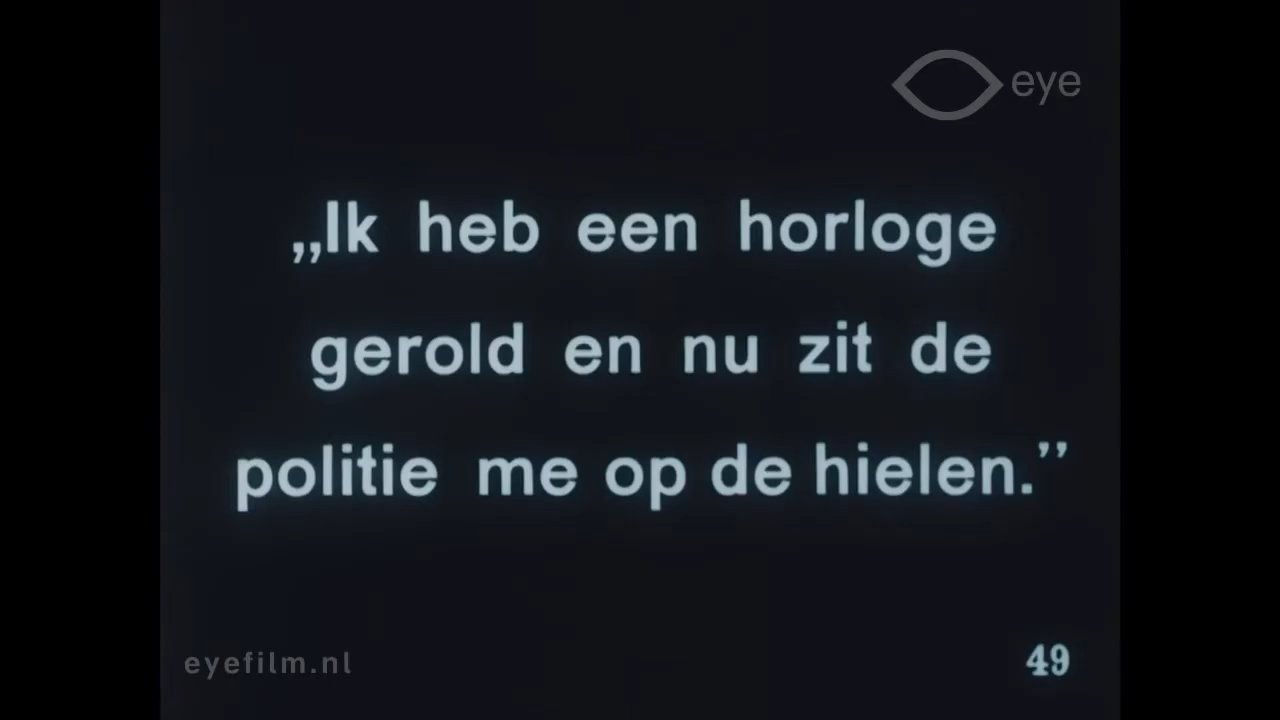 eye
„Ik heb een horloge
gerold en nu zit de
politie me op de hielen.”
eyefilm.nl
49